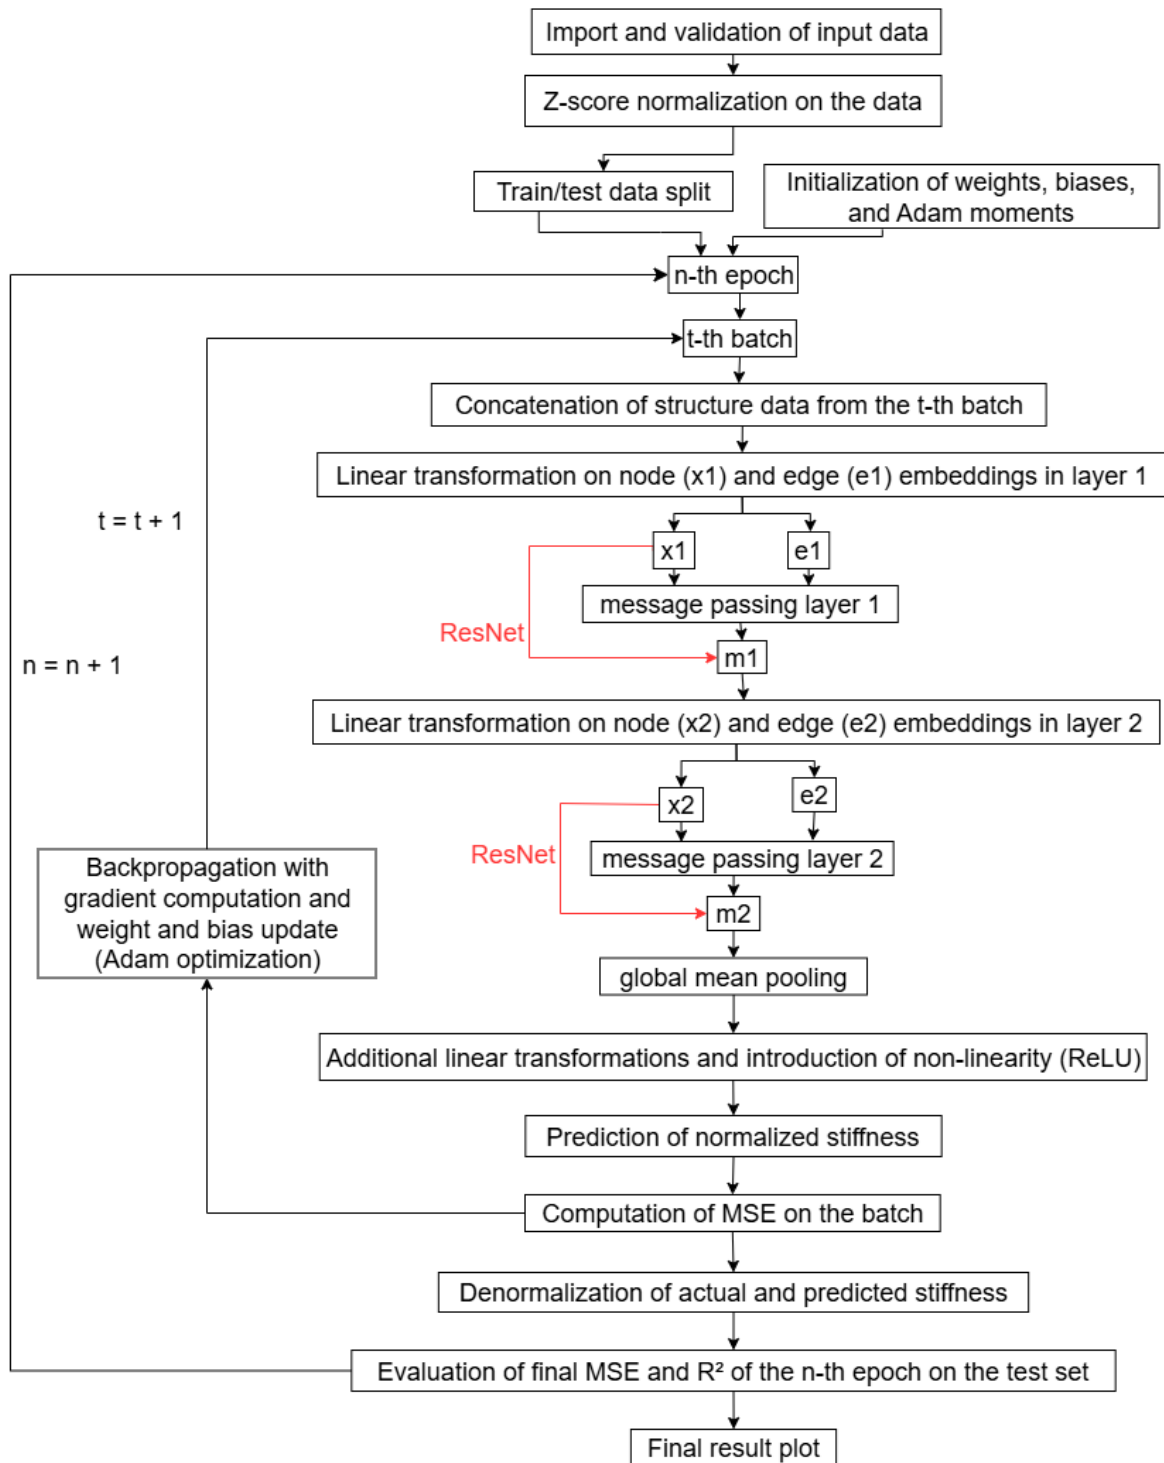 Import and validation of input data
Z-score normalization on the data
Train/test data split
Initialization of weights, biases,
and Adam moments
n-th epoch
t-th batch
Concatenation of structure data from the t-th batch
Linear transformation on node (x1) and edge (e1) embeddings in layer 1
t = t + 1
x1
e1
message passing layer 1
ResNet
m1
n = n + 1
Linear transformation on node (x2) and edge (e2) embeddings in layer 2
x2
e2
ResNet
message passing layer 2
Backpropagation with
gradient computation and
weight and bias update
(Adam optimization)
m2
global mean pooling
Additional linear transformations and introduction of non-linearity (ReLU)
Prediction of normalized stiffness
Computation of MSE on the batch
Denormalization of actual and predicted stiffness
Evaluation of final MSE and R² of the n-th epoch on the test set
Final result plot